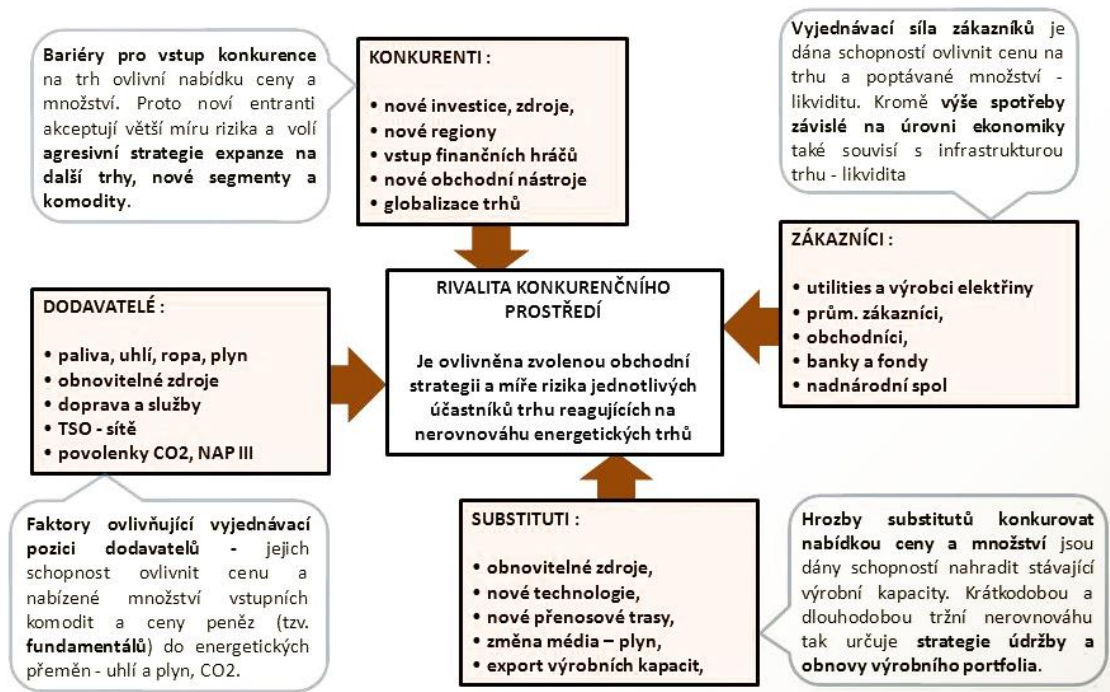 Bariéry pro vstup konkurence
na trh ovlivní nabídku ceny a
množství. Proto noví entranti
akceptují větší míru rizika a volí
agresivní strategie expanze na
další trhy, nové segmenty a
komodity.
KONKURENTI :
• nové investice, zdroje,
• nové regiony
• vstup finančních hráčů
• nové obchodní nástroje
• globalizace trhů
Vyjednávací síla zákazníků je
dána schopností ovlivnit cenu na
trhu a poptávané množství -
likviditu. Kromě výše spotřeby
závislé na úrovni ekonomiky
také souvisí s infrastrukturou
trhu - likvidita
DODAVATELÉ :
• paliva, uhlí, ropa, plyn
• obnovitelné zdroje
• doprava a služby
• TSO - sítě
• povolenky CO2, NAP III
RIVALITA KONKURENČNÍHO
PROSTŘEDÍ
Je ovlivněna zvolenou obchodní
strategii a míře rizika jednotlivých
účastníků trhu reagujících na
nerovnováhu energetických trhů
ZÁKAZNÍCI :
• utilities a výrobci elektřiny
• prům. zákazníci,
• obchodníci,
• banky a fondy
• nadnárodní spol
Faktory ovlivňující vyjednávací
pozici dodavatelů - jejich
schopnost ovlivnit cenu a
nabízené množství vstupních
komodit a ceny peněz (tzv.
fundamentálů) do energetických
přeměn - uhlí a plyn, CO2.
SUBSTITUTI :
• obnovitelné zdroje,
• nové technologie,
• nové přenosové trasy,
• změna média – plyn,
• export výrobních kapacit,
Hrozby substitutů konkurovat
nabídkou ceny a množství jsou
dány schopností nahradit stávající
výrobní kapacity. Krátkodobou a
dlouhodobou tržní nerovnováhu
tak určuje strategie údržby a
obnovy výrobního portfolia.